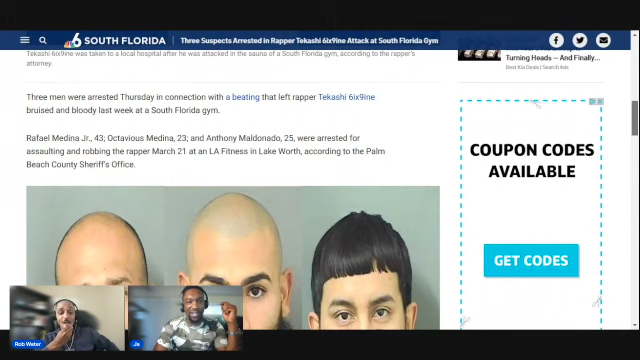 6 SOUTH FLORIDA
Three Suspects Arrested in Rapper Tekashi 6ix9ine Attack at South Florida Gym
Tekashi 6ix9ine was taken to a local hospital after he was attacked in the sauna of a South Florida gym, according to the rapper's
attorney.
Turning Heads — And Finally...
Best Kia Deals | Search Ads
Three men were arrested Thursday in connection with a beating that left rapper Tekashi 6ix9ine
bruised and bloody last week at a South Florida gym.
Rafael Medina Jr., 43; Octavious Medina, 23; and Anthony Maldonado, 25, were arrested for
assaulting and robbing the rapper March 21 at an LA Fitness in Lake Worth, according to the Palm
Beach County Sheriff's Office.
COUPON CODES
AVAILABLE
GET CODES
Rob Water
Ja